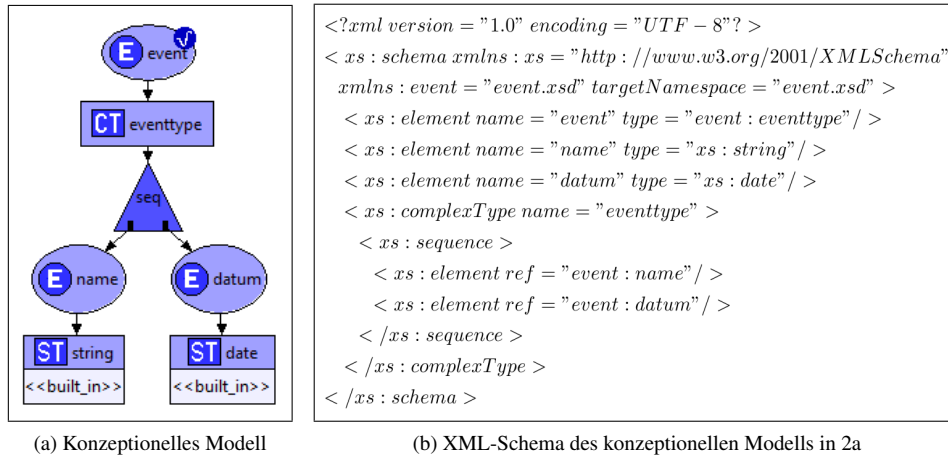 E event √
CT eventtype
seq
E name E datum
ST string ST date
<<built_in>> <<built_in>>
(a) Konzeptionelles Modell
<?xml version = ”1.0” encoding = ”UTF − 8”? >
< xs : schema xmlns : xs = ”http : //www.w3.org/2001/XMLSchema”
xmlns : event = ”event.xsd” targetNamespace = ”event.xsd” >
< xs : element name = ”event” type = ”event : eventtype”/ >
< xs : element name = ”name” type = ”xs : string”/ >
< xs : element name = ”datum” type = ”xs : date”/ >
< xs : complexType name = ”eventtype” >
< xs : sequence >
< xs : element ref = ”event : name”/ >
< xs : element ref = ”event : datum”/ >
< /xs : sequence >
< /xs : complexType >
< /xs : schema >
(b) XML-Schema des konzeptionellen Modells in 2a